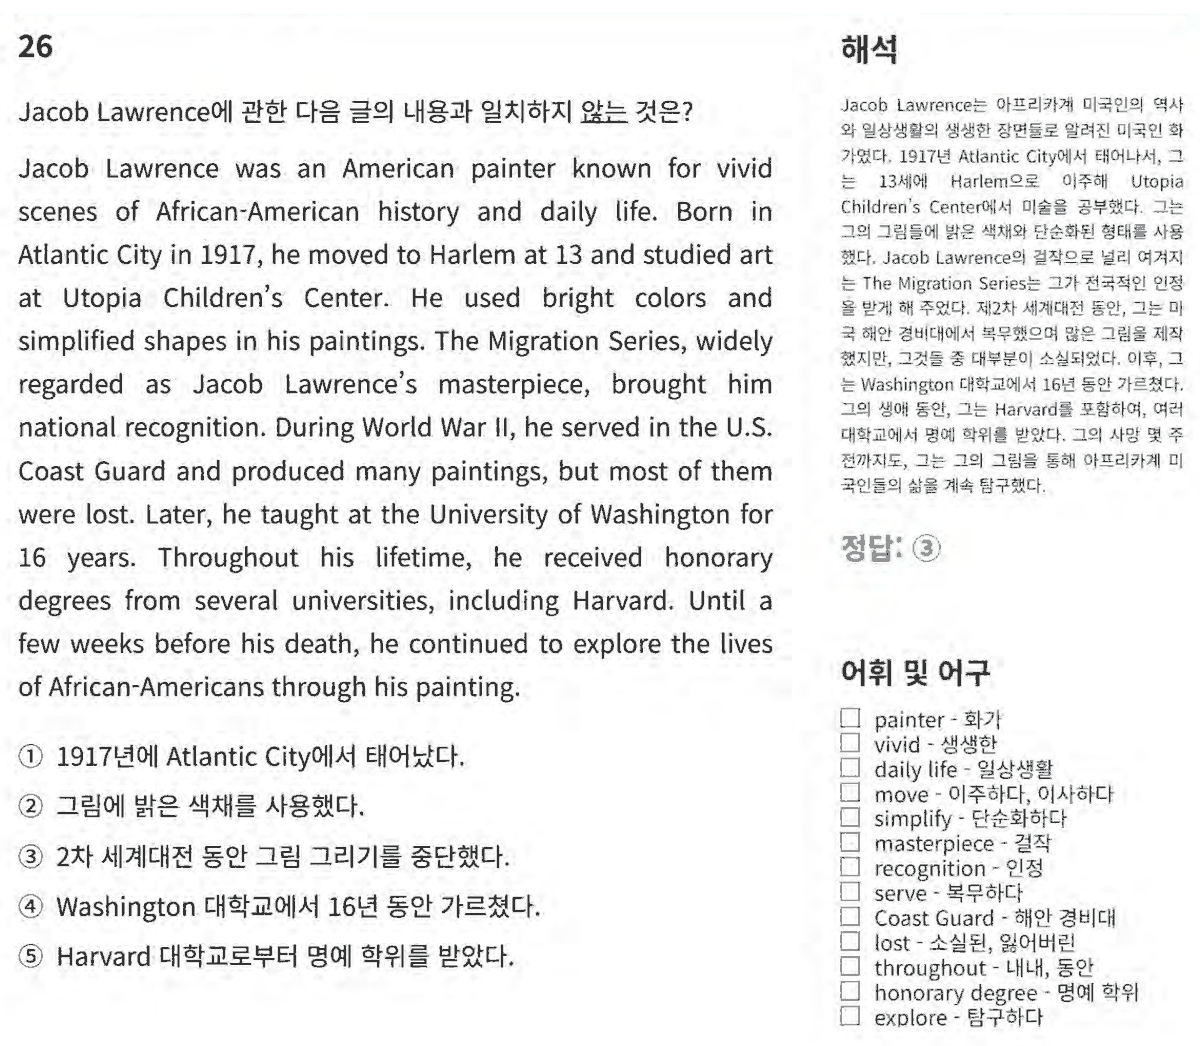 26
Jacob Lawrence에 관한 다음 글의 내용과 일치하지 않는 것은?
Jacob Lawrence was an American painter known for vivid
scenes of African-American history and daily life. Born in
Atlantic City in 1917, he moved to Harlem at 13 and studied art
at Utopia Children's Center. He used bright colors and
simplified shapes in his paintings. The Migration Series, widely
regarded as Jacob Lawrence's masterpiece, brought him
national recognition. During World War II, he served in the U.S.
Coast Guard and produced many paintings, but most of them
were lost. Later, he taught at the University of Washington for
16 years. Throughout his lifetime, he received honorary
degrees from several universities, including Harvard. Until a
few weeks before his death, he continued to explore the lives
of African-Americans through his painting.
① 1917년에 Atlantic City에서 태어났다.
② 그림에 밝은 색채를 사용했다.
③ 2차 세계대전 동안 그림 그리기를 중단했다.
④ Washington 대학교에서 16년 동안 가르쳤다.
⑤ Harvard 대학교로부터 명예 학위를 받았다.
해석
Jacob Lawrence는 아프리카계 미국인의 역사
와 일상생활의 생생한 장면들로 알려진 미국인 화
가였다. 1917년 Atlantic City에서 태어나서, 그
는 13세에 Harlem으로 이주해 Utopia
Children's Center에서 미술을 공부했다. 그는
그의 그림들에 밝은 색채와 단순화된 형태를 사용
했다. Jacob Lawrence의 걸작으로 널리 여겨지
는 The Migration Series는 그가 전국적인 인정
을 받게 해 주었다. 제2차 세계대전 동안, 그는 미
국 해안 경비대에서 복무했으며 많은 그림을 제작
했지만, 그것들 중 대부분이 소실되었다. 이후, 그
는 Washington 대학교에서 16년 동안 가르쳤다.
그의 생애 동안, 그는 Harvard를 포함하여, 여러
대학교에서 명예 학위를 받았다. 그의 사망 몇 주
전까지도, 그는 그의 그림을 통해 아프리카계 미
국인들의 삶을 계속 탐구했다.
정답: ③
어휘 및 어구
painter - 화가
vivid - 생생한
daily life - 일상생활
move - 이주하다, 이사하다
simplify - 단순화하다
masterpiece - 걸작
recognition - 인정
serve - 복무하다
Coast Guard - 해안 경비대
lost - 소실된, 잃어버린
throughout - 내내, 동안
honorary degree - 명예 학위
explore - 탐구하다